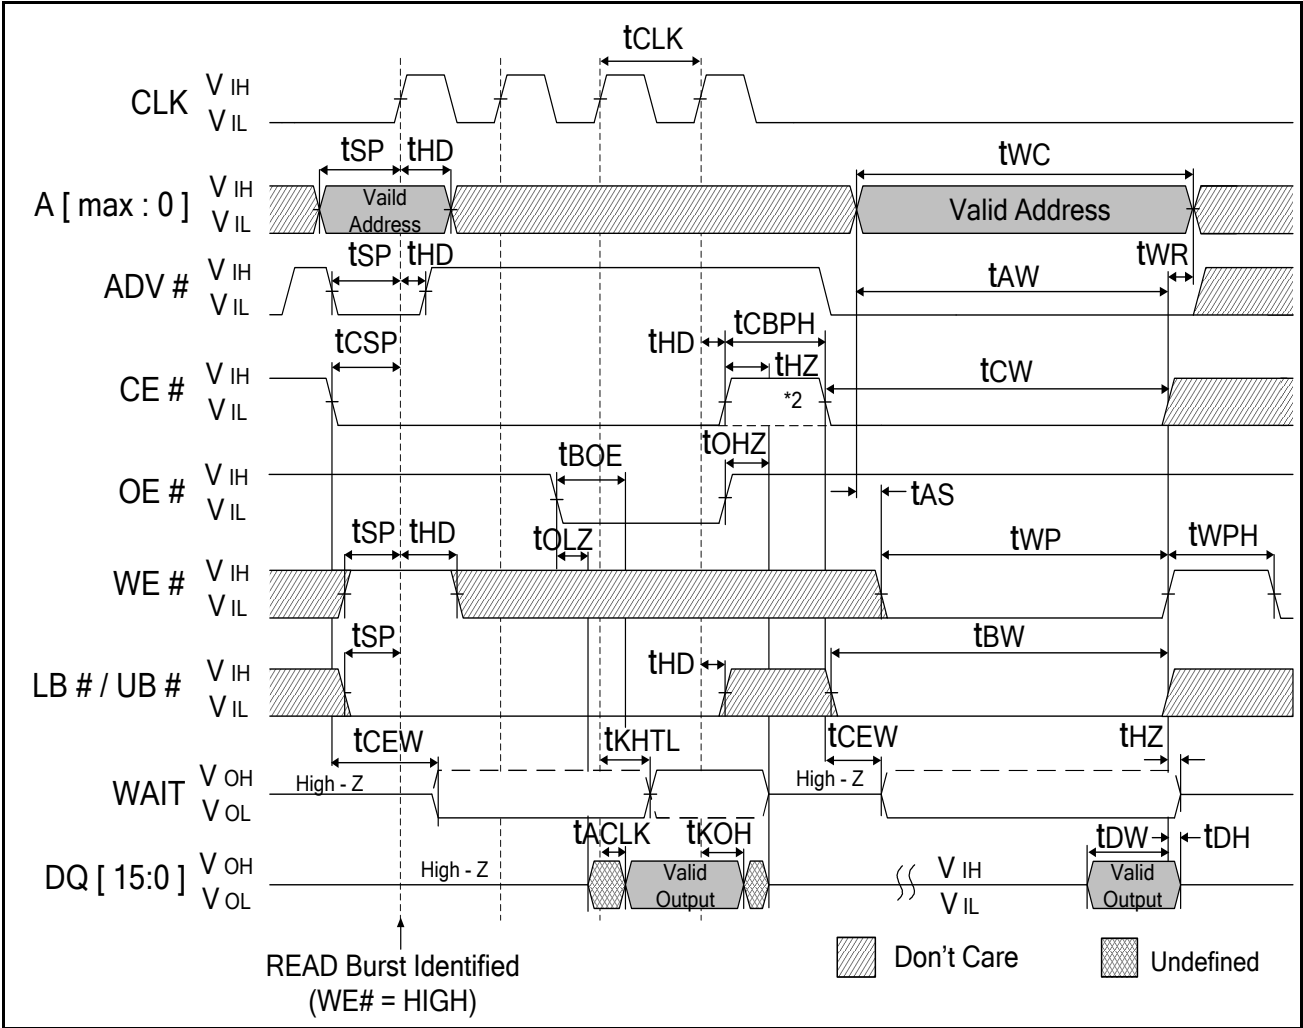 tCLK
CLK
V IH
V IL
tSP
tHD
tWC
A [ max : 0 ]
V IH
V IL
Vaild
Address
Valid Address
tSP
tHD
tWR
ADV #
V IH
V IL
tAW
tCSP
tHD
tCBPH
tHZ
CE #
V IH
V IL
*2
tCW
tBOE
tOHZ
OE #
V IH
V IL
tAS
tSP
tHD
tOLZ
tWP
tWPH
WE #
V IH
V IL
tSP
tHD
tBW
LB # / UB #
V IH
V IL
tCEW
tKHTL
tCEW
tHZ
WAIT
V OH
V OL
High - Z
High - Z
tACLK
tKOH
tDW
tDH
DQ [ 15:0 ]
V OH
V OL
High - Z
Valid
Output
V IH
V IL
Valid
Output
READ Burst Identified
(WE# = HIGH)
Don't Care
Undefined